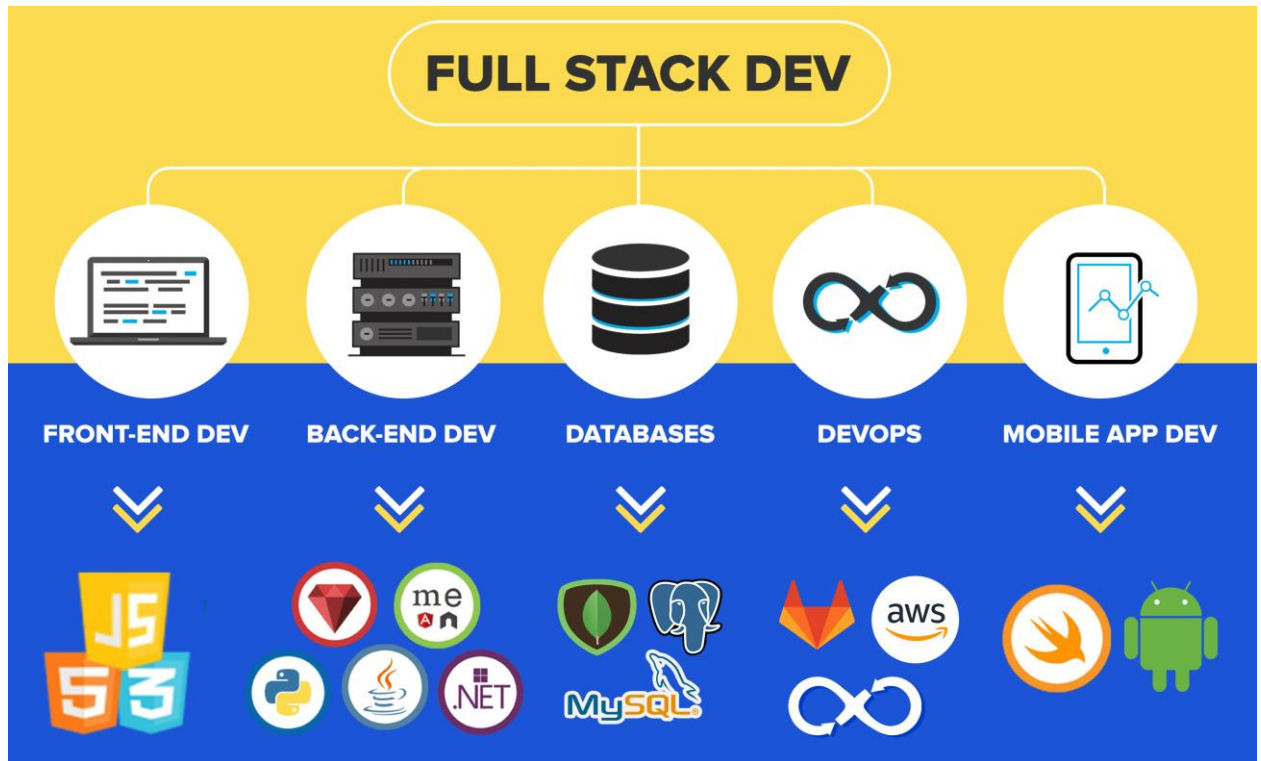 FULL STACK DEV
FRONT-END DEV
BACK-END DEV
DATABASES
DEVOPS
MOBILE APP DEV
JS
5
3
me
A
n
.NET
MySQL®
aws